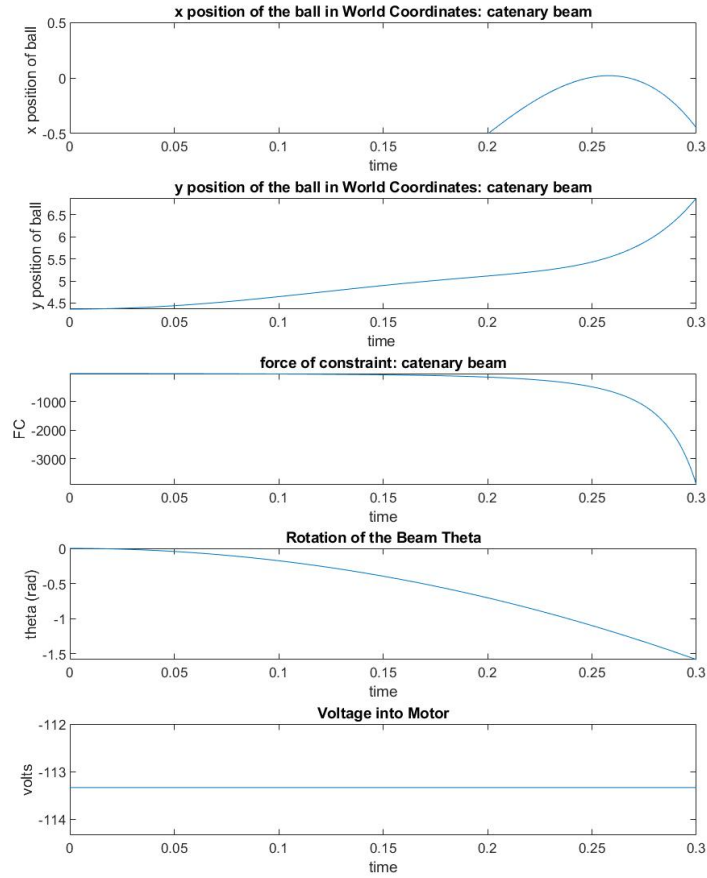 x position of the ball in World Coordinates: catenary beam
x position of ball
0.5
0
-0.5
0 0.05 0.1 0.15 0.2 0.25 0.3
time
y position of the ball in World Coordinates: catenary beam
y position of ball
6.5
6
5.5
5
4.5
0 0.05 0.1 0.15 0.2 0.25 0.3
time
force of constraint: catenary beam
FC
-1000
-2000
-3000
0 0.05 0.1 0.15 0.2 0.25 0.3
time
Rotation of the Beam Theta
theta (rad)
0
-0.5
-1
-1.5
0 0.05 0.1 0.15 0.2 0.25 0.3
time
Voltage into Motor
volts
-112
-113
-114
0 0.05 0.1 0.15 0.2 0.25 0.3
time